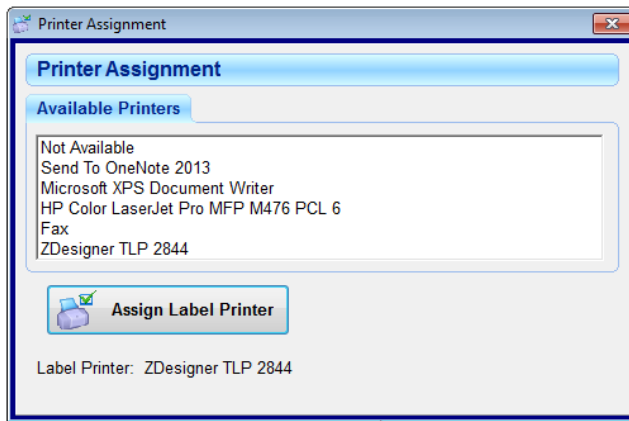 Printer Assignment
Printer Assignment
Available Printers
Not Available
Send To OneNote 2013
Microsoft XPS Document Writer
HP Color LaserJet Pro MFP M476 PCL 6
Fax
ZDesigner TLP 2844
Assign Label Printer
Label Printer: ZDesigner TLP 2844